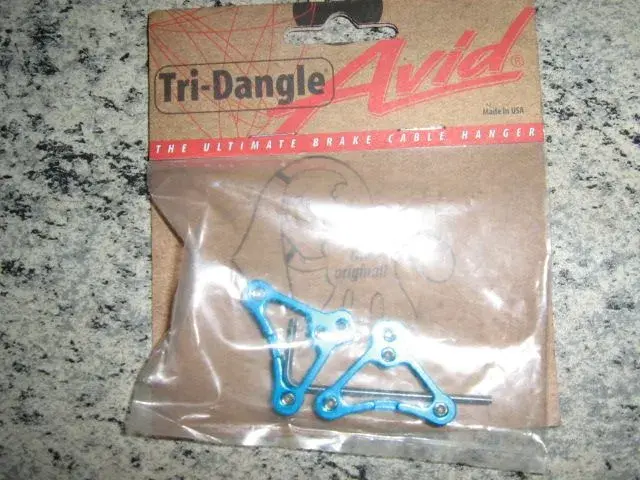 Tri-Dangle®
Avid®
Made In USA
THE ULTIMATE BRAKE CABLE HANGER
original!